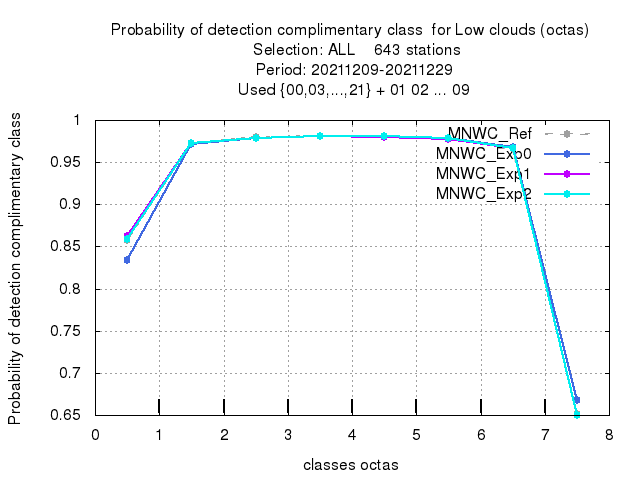 Probability of detection complimentary class  for Low clouds (octas)
Selection: ALL    643 stations
Period: 20211209-20211229
Used {00,03,...,21} + 01 02 ... 09
Probability of detection complimentary class
1
0.95
0.9
0.85
0.8
0.75
0.7
0.65
MNWC_Ref
MNWC_Exp0
MNWC_Exp1
MNWC_Exp2
0 1 2 3 4 5 6 7 8
classes octas